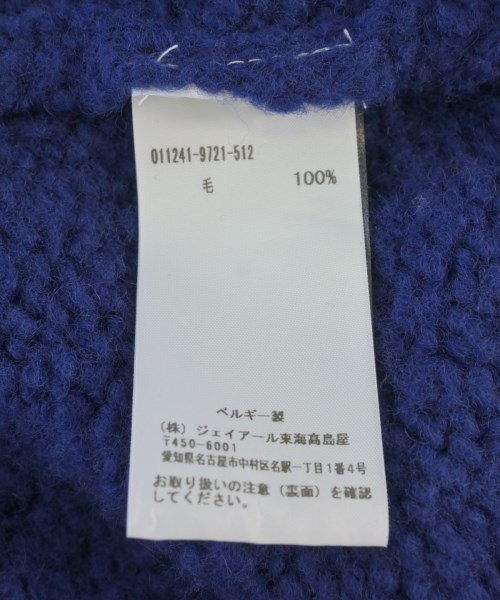 011241-9721-512
毛 100%
ベルギー製
(株) ジェイアール東海髙島屋
〒450-6001
愛知県名古屋市中村区名駅一丁目1番4号
お取り扱いの注意(裏面)を確認
してください。